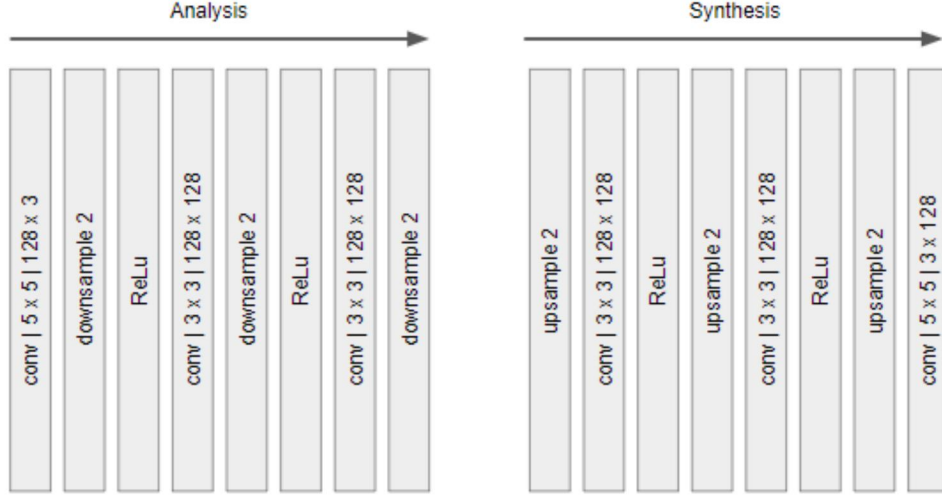 Analysis
Synthesis
conv | 5 x 5 | 128 x 3
downsample 2
ReLu
conv | 3 x 3 | 128 x 128
downsample 2
ReLu
conv | 3 x 3 | 128 x 128
downsample 2
upsample 2
conv | 3 x 3 | 128 x 128
ReLu
upsample 2
conv | 3 x 3 | 128 x 128
ReLu
upsample 2
conv | 5 x 5 | 3 x 128